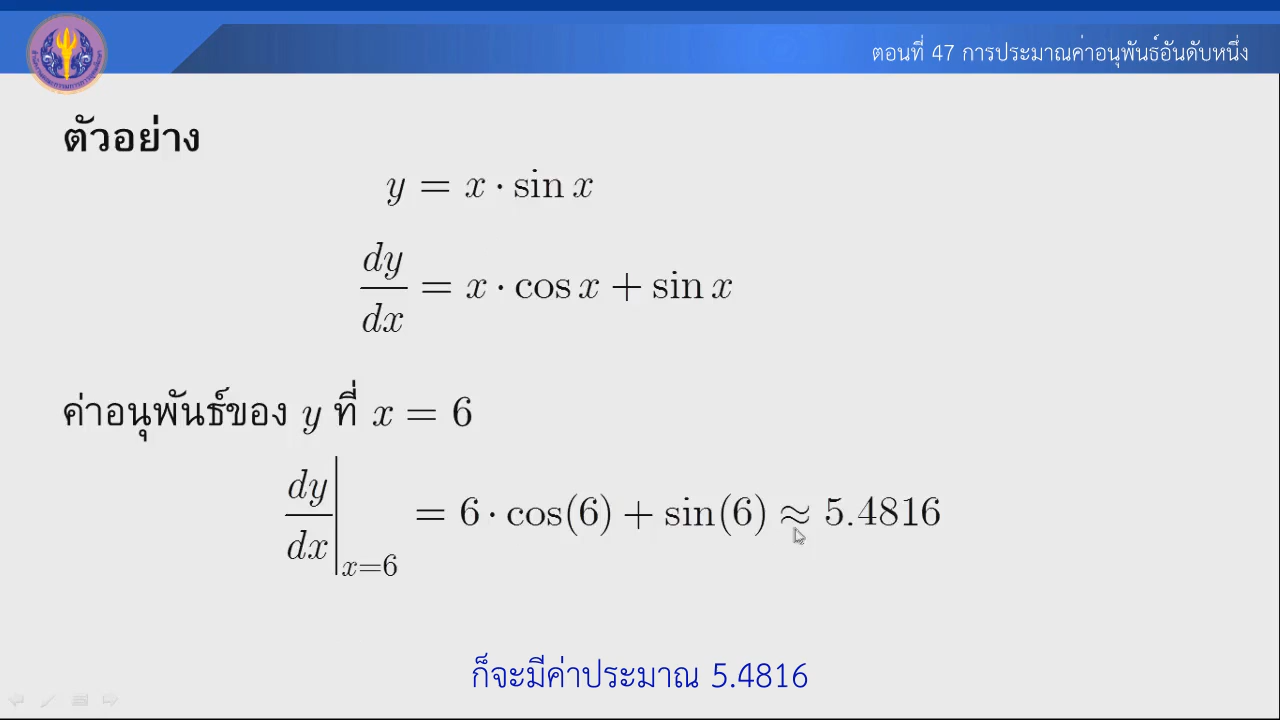 ตอนที่ 47 การประมาณค่าอนุพันธ์อันดับหนึ่ง
ตัวอย่าง
y = x · sin x
dy/dx = x · cos x + sin x
ค่าอนุพันธ์ของ y ที่ x = 6
dy/dx|x=6 = 6 · cos(6) + sin(6) ≈ 5.4816
ก็จะมีค่าประมาณ 5.4816